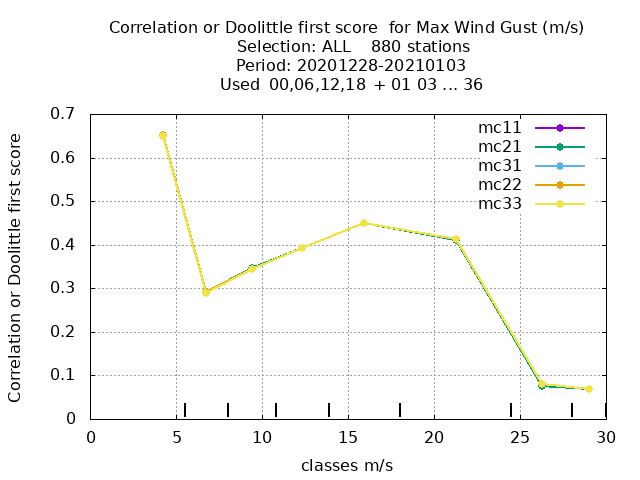 Correlation or Doolittle first score  for Max Wind Gust (m/s)
Selection: ALL    880 stations
Period: 20201228-20210103
Used  00,06,12,18  + 01 03 ... 36
Correlation or Doolittle first score
0.7
0.6
0.5
0.4
0.3
0.2
0.1
0
mc11
mc21
mc31
mc22
mc33
0 5 10 15 20 25 30
classes m/s